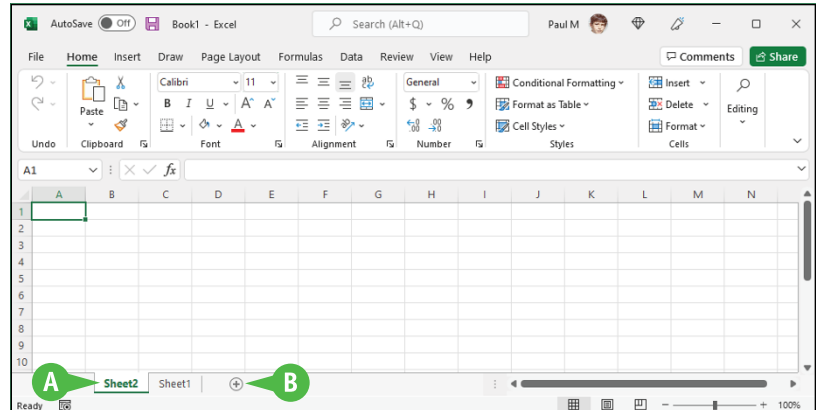 AutoSave Off Book1 - Excel Search (Alt+Q) Paul M
File Home Insert Draw Page Layout Formulas Data Review View Help Comments Share
Calibri 11 ab General Conditional Formatting Insert
Paste B I U A A $ % , Format as Table Delete Editing
A Cell Styles Format
Undo Clipboard Font Alignment Number Styles Cells
A1 fx
A B C D E F G H I J K L M N
1
2
3
4
5
6
7
8
9
10
A Sheet2 Sheet1 B
Ready 100%